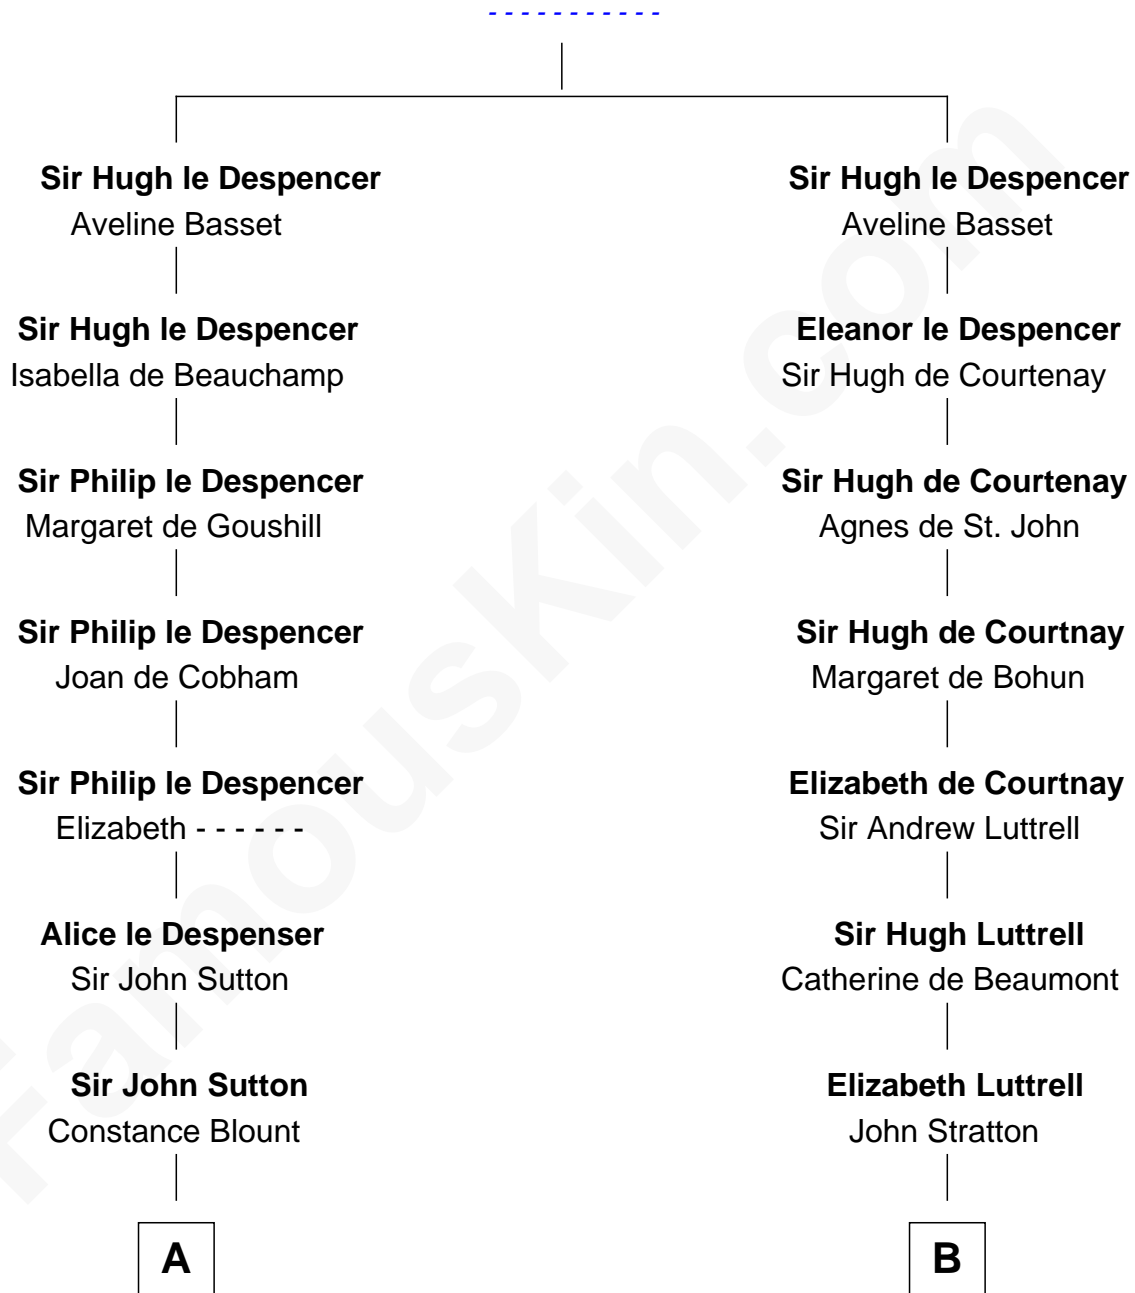 - - - - - - - - - - -
Sir Hugh le Despencer
Aveline Basset
Sir Hugh le Despencer
Isabella de Beauchamp
Sir Philip le Despencer
Margaret de Goushill
Sir Philip le Despencer
Joan de Cobham
Sir Philip le Despencer
Elizabeth - - - - - -
Alice le Despenser
Sir John Sutton
Sir John Sutton
Constance Blount
A
Sir Hugh le Despencer
Aveline Basset
Eleanor le Despencer
Sir Hugh de Courtenay
Sir Hugh de Courtenay
Agnes de St. John
Sir Hugh de Courtnay
Margaret de Bohun
Elizabeth de Courtnay
Sir Andrew Luttrell
Sir Hugh Luttrell
Catherine de Beaumont
Elizabeth Luttrell
John Stratton
B
FamousKin.com